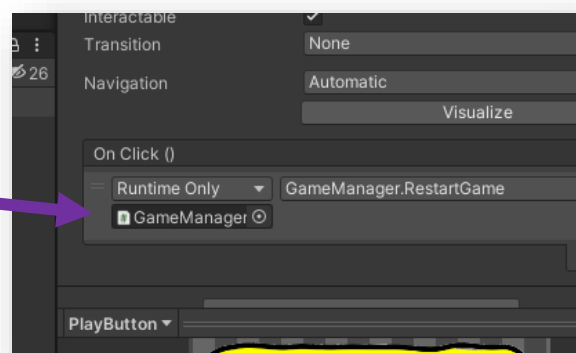 Interactable
Transition None
26
Navigation Automatic
Visualize
On Click ()
Runtime Only GameManager.RestartGame
GameManager
PlayButton